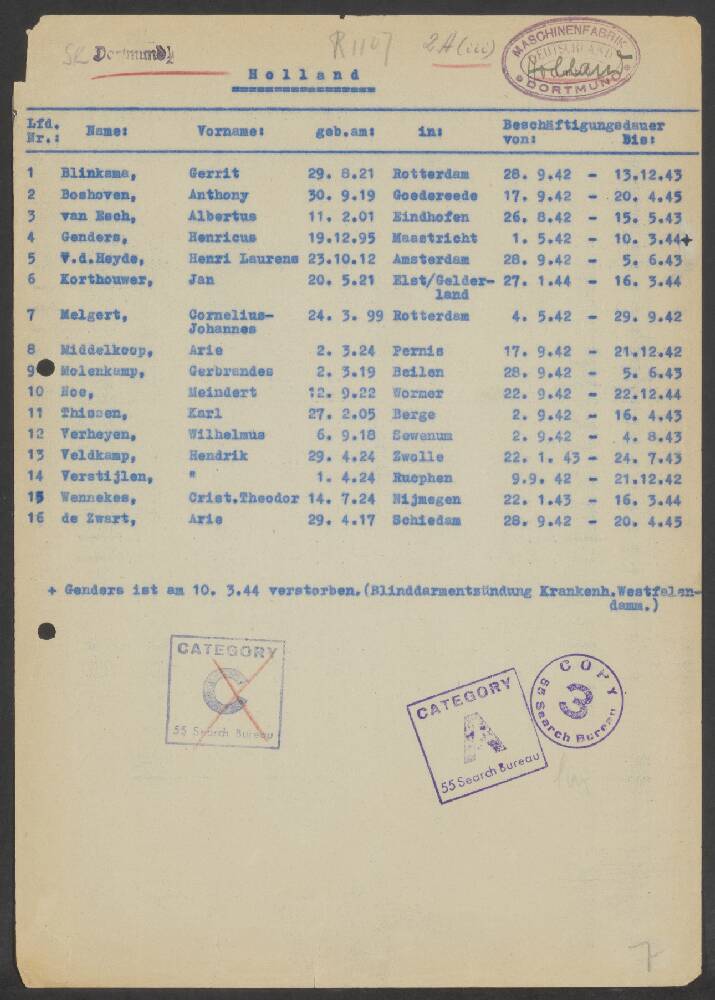 SK Dortmund
R1107
2A (iii)
MASCHINENFABRIK
DEUTSCHLAND
Holland
DORTMUND
Holland
Lfd. Nr.: Name: Vorname: geb.am: in: Beschäftigungsdauer von: Bis:
1 Blinksma, Gerrit 29. 8.21 Rotterdam 28. 9.42 - 13.12.43
2 Boshoven, Anthony 30. 9.19 Goedereede 17. 9.42 - 20. 4.45
3 van Esch, Albertus 11. 2.01 Eindhofen 26. 8.42 - 15. 5.43
4 Genders, Henricus 19.12.95 Maastricht 1. 5.42 - 10. 3.44+
5 v.d.Heyde, Henri Laurens 23.10.12 Amsterdam 28. 9.42 - 5. 6.43
6 Korthouwer, Jan 20. 5.21 Elst/Gelder- 27. 1.44 - 16. 3.44
land
7 Melgert, Cornelius- 24. 3. 99 Rotterdam 4. 5.42 - 29. 9.42
Johannes
8 Middelkoop, Arie 2. 3.24 Pernis 17. 9.42 - 21.12.42
9 Molenkamp, Gerbrandes 2. 3.19 Beilen 28. 9.42 - 5. 6.43
10 Noe, Meindert 12. 9.22 Wormer 22. 9.42 - 22.12.44
11 Thissen, Karl 27. 2.05 Berge 2. 9.42 - 16. 4.43
12 Verheyen, Wilhelmus 6. 9.18 Sewenum 2. 9.42 - 4. 8.43
13 Veldkamp, Hendrik 29. 4.24 Zwolle 22. 1. 43 - 24. 7.43
14 Verstijlen, " 1. 4.24 Rucphen 9.9. 42 - 21.12.42
15 Wennekes, Crist.Theodor 14. 7.24 Nijmegen 22. 1.43 - 16. 3.44
16 de Zwart, Arie 29. 4.17 Schiedam 28. 9.42 - 20. 4.45
+ Genders ist am 10. 3.44 verstorben.(Blinddarmentzündung Krankenh.Westfalen-
damm.)
CATEGORY
C
55 Search Bureau
CATEGORY
A
55 Search Bureau
COPY
3
55 Search Bureau
7